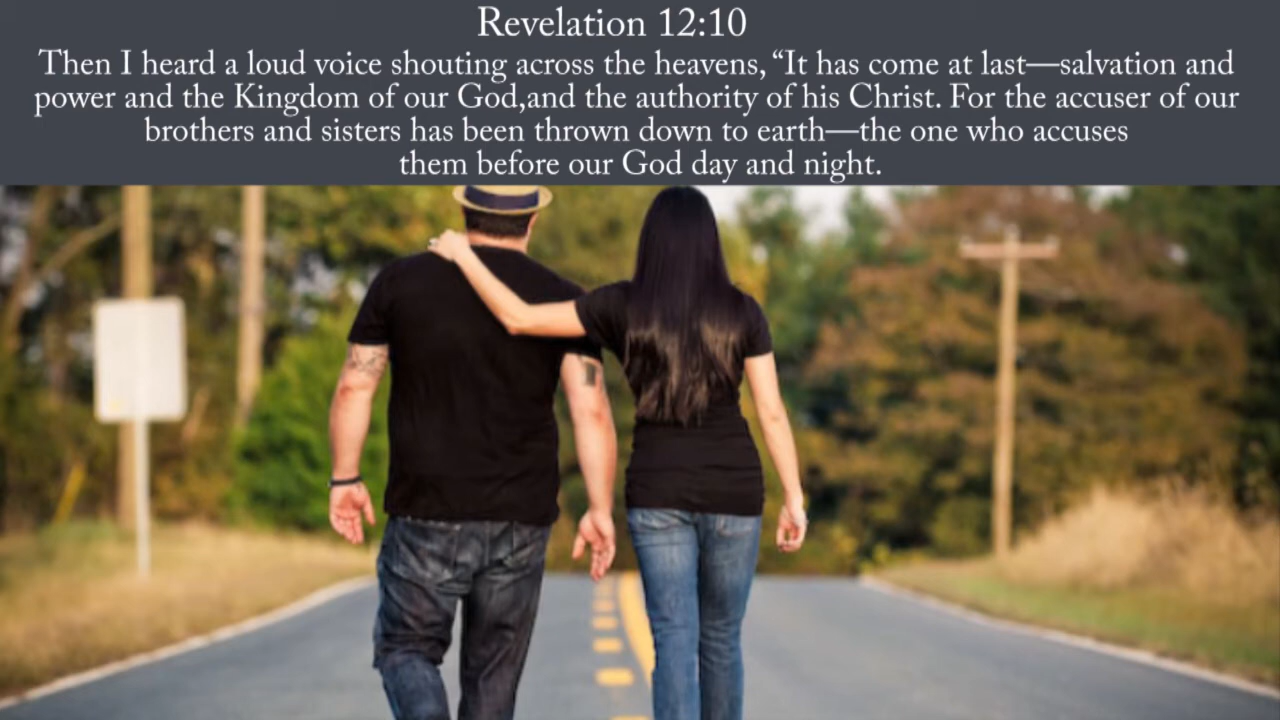 Revelation 12:10
Then I heard a loud voice shouting across the heavens, “It has come at last—salvation and
power and the Kingdom of our God,and the authority of his Christ. For the accuser of our
brothers and sisters has been thrown down to earth—the one who accuses
them before our God day and night.